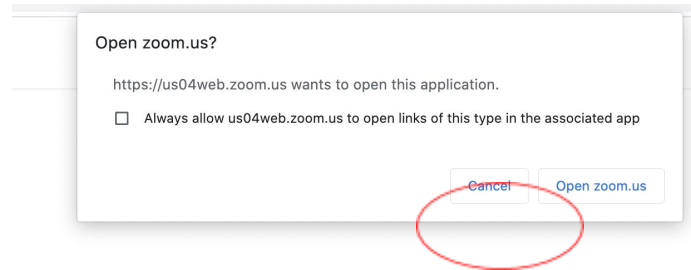 Open zoom.us?
https://us04web.zoom.us wants to open this application.
Always allow us04web.zoom.us to open links of this type in the associated app
Cancel
Open zoom.us